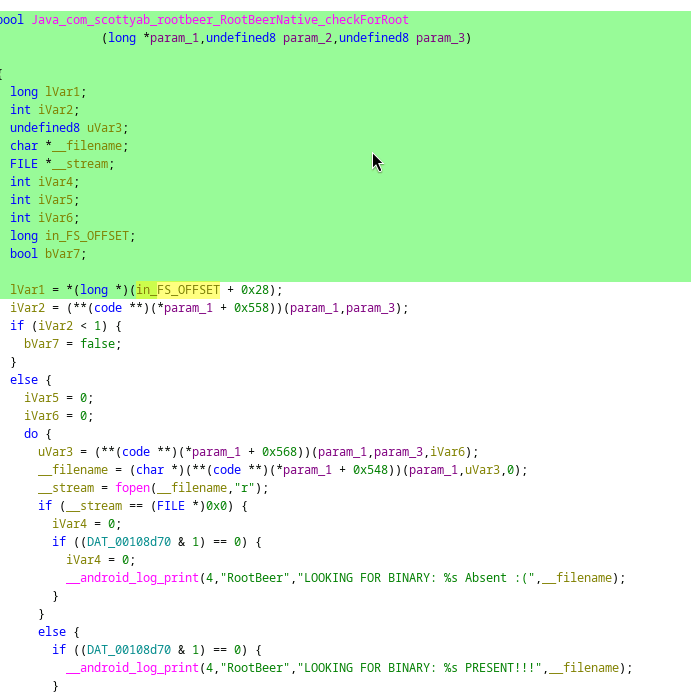 bool Java_com_scottyab_rootbeer_RootBeerNative_checkForRoot
(long *param_1,undefined8 param_2,undefined8 param_3)
{
long lVar1;
int iVar2;
undefined8 uVar3;
char *__filename;
FILE *__stream;
int iVar4;
int iVar5;
int iVar6;
long in_FS_OFFSET;
bool bVar7;
lVar1 = *(long *)(in_FS_OFFSET + 0x28);
iVar2 = (**(code **)(*param_1 + 0x558))(param_1,param_3);
if (iVar2 < 1) {
bVar7 = false;
}
else {
iVar5 = 0;
iVar6 = 0;
do {
uVar3 = (**(code **)(*param_1 + 0x568))(param_1,param_3,iVar6);
__filename = (char *)(**(code **)(*param_1 + 0x548))(param_1,uVar3,0);
__stream = fopen(__filename,"r");
if (__stream == (FILE *)0x0) {
iVar4 = 0;
if ((DAT_00108d70 & 1) == 0) {
iVar4 = 0;
__android_log_print(4,"RootBeer","LOOKING FOR BINARY: %s Absent :(",__filename);
}
}
else {
if ((DAT_00108d70 & 1) == 0) {
__android_log_print(4,"RootBeer","LOOKING FOR BINARY: %s PRESENT!!!",__filename);
}